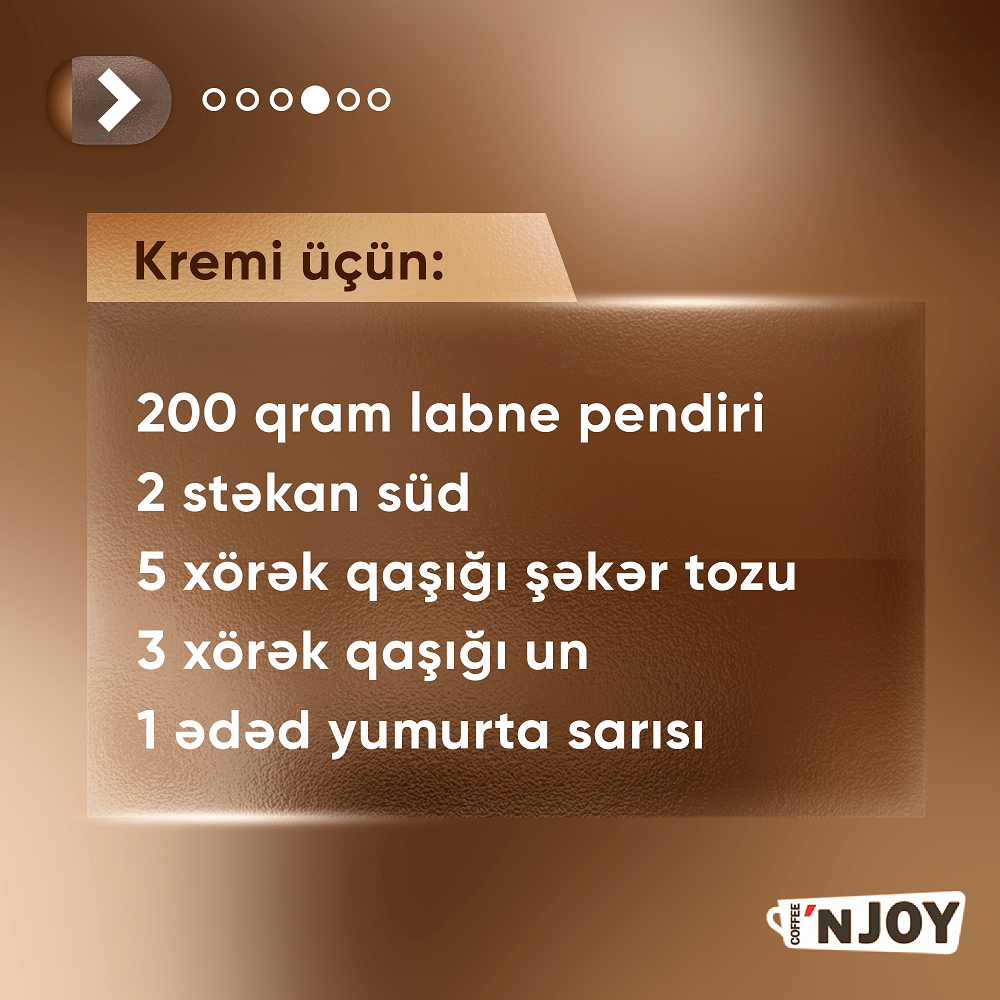 Kremi üçün:
200 qram labne pendiri
2 stəkan süd
5 xörək qaşığı şəkər tozu
3 xörək qaşığı un
1 ədəd yumurta sarısı
COFFEE
'NJOY